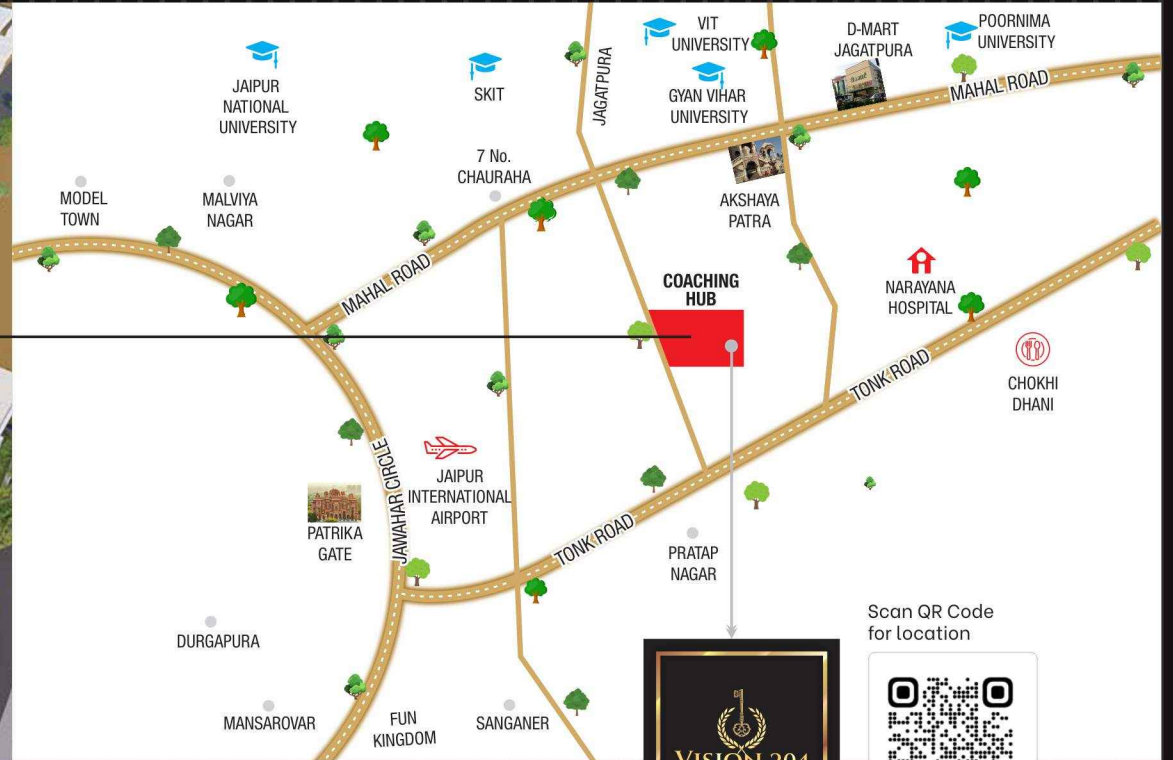 VIT
UNIVERSITY
D-MART
JAGATPURA
POORNIMA
UNIVERSITY
JAIPUR
NATIONAL
UNIVERSITY
SKIT
JAGATPURA
GYAN VIHAR
UNIVERSITY
MAHAL ROAD
7 No.
CHAURAHA
MODEL
TOWN
MALVIYA
NAGAR
AKSHAYA
PATRA
MAHAL ROAD
COACHING
HUB
NARAYANA
HOSPITAL
TONK ROAD
CHOKHI
DHANI
JAWAHAR CIRCLE
JAIPUR
INTERNATIONAL
AIRPORT
PATRIKA
GATE
TONK ROAD
PRATAP
NAGAR
DURGAPURA
Scan QR Code
for location
MANSAROVAR
FUN
KINGDOM
SANGANER
VISION 204